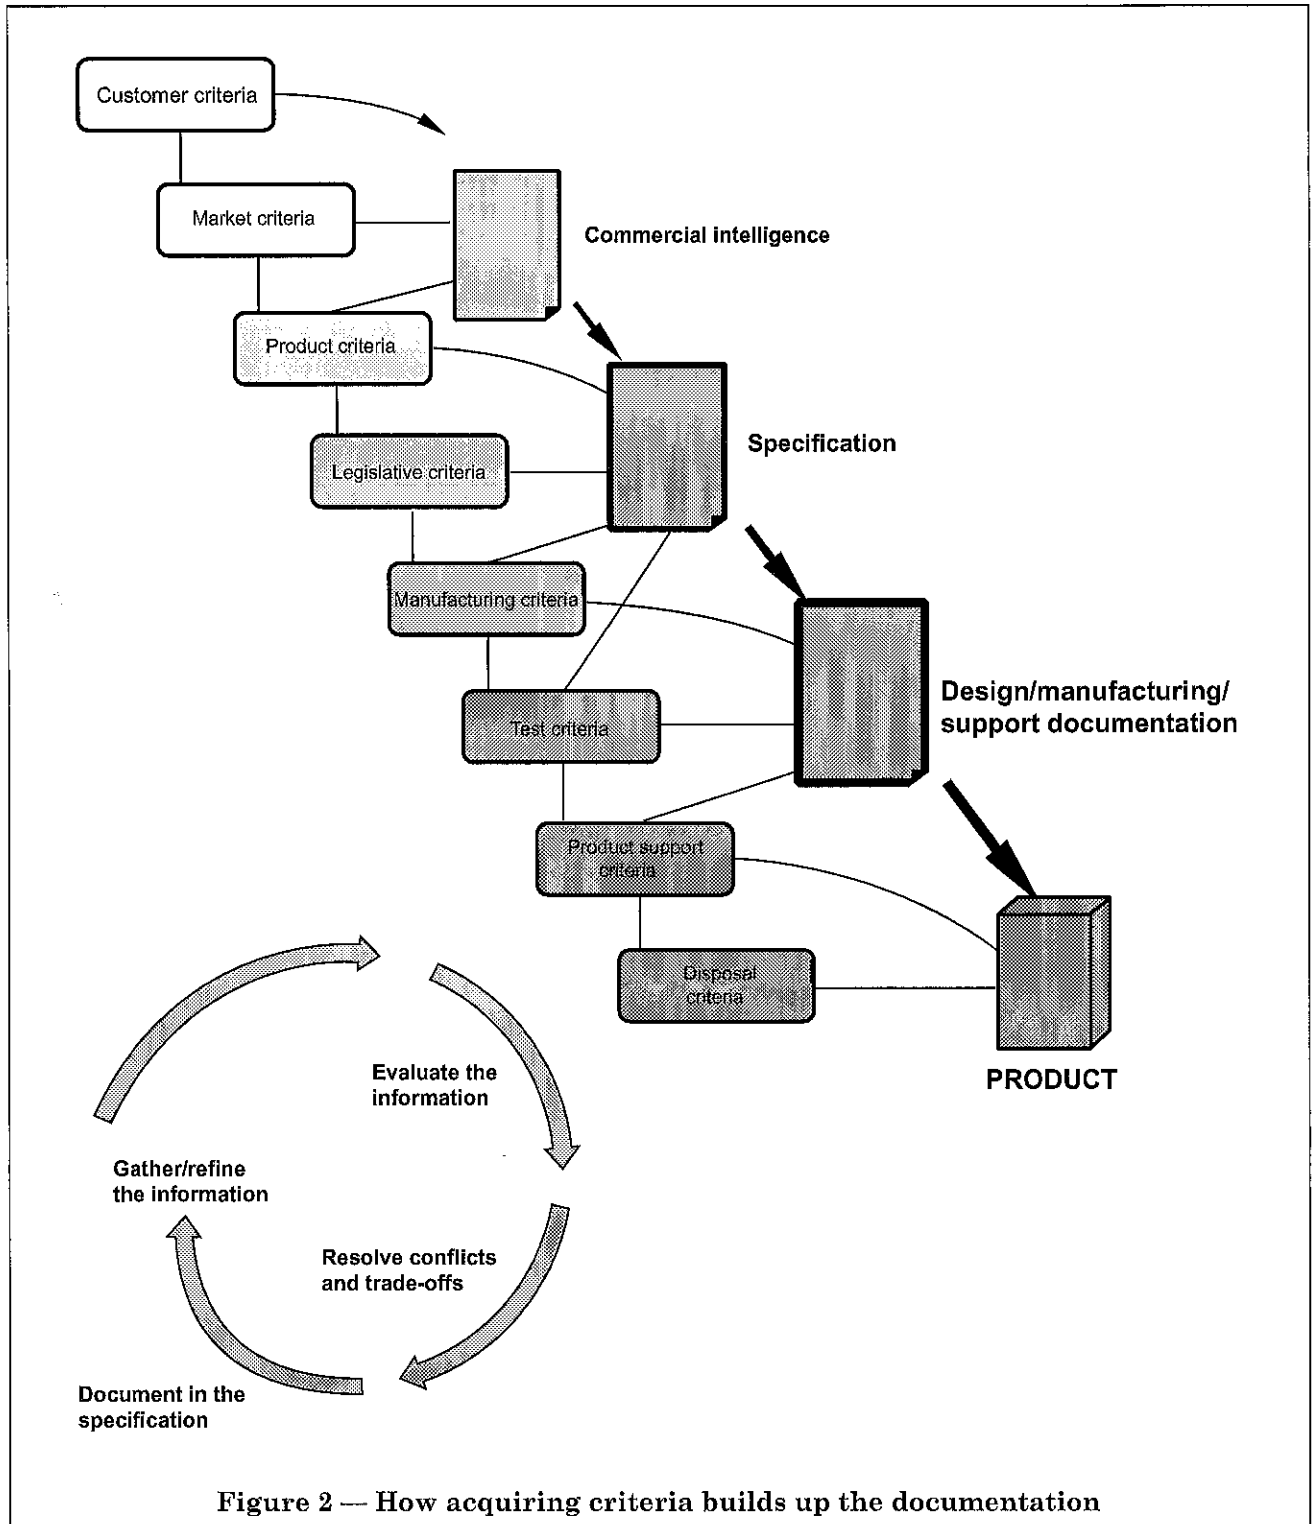 Customer criteria
Market criteria
Commercial intelligence
Product criteria
Specification
Legislative criteria
Manufacturing criteria
Design/manufacturing/
support documentation
Test criteria
Product support
criteria
Disposal
criteria
PRODUCT
Evaluate the
information
Gather/refine
the information
Resolve conflicts
and trade-offs
Document in the
specification
Figure 2 — How acquiring criteria builds up the documentation